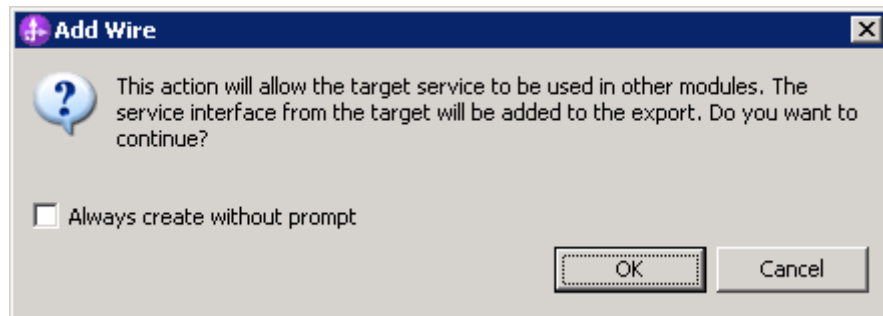 Add Wire
This action will allow the target service to be used in other modules. The
service interface from the target will be added to the export. Do you want to
continue?
Always create without prompt
OK
Cancel